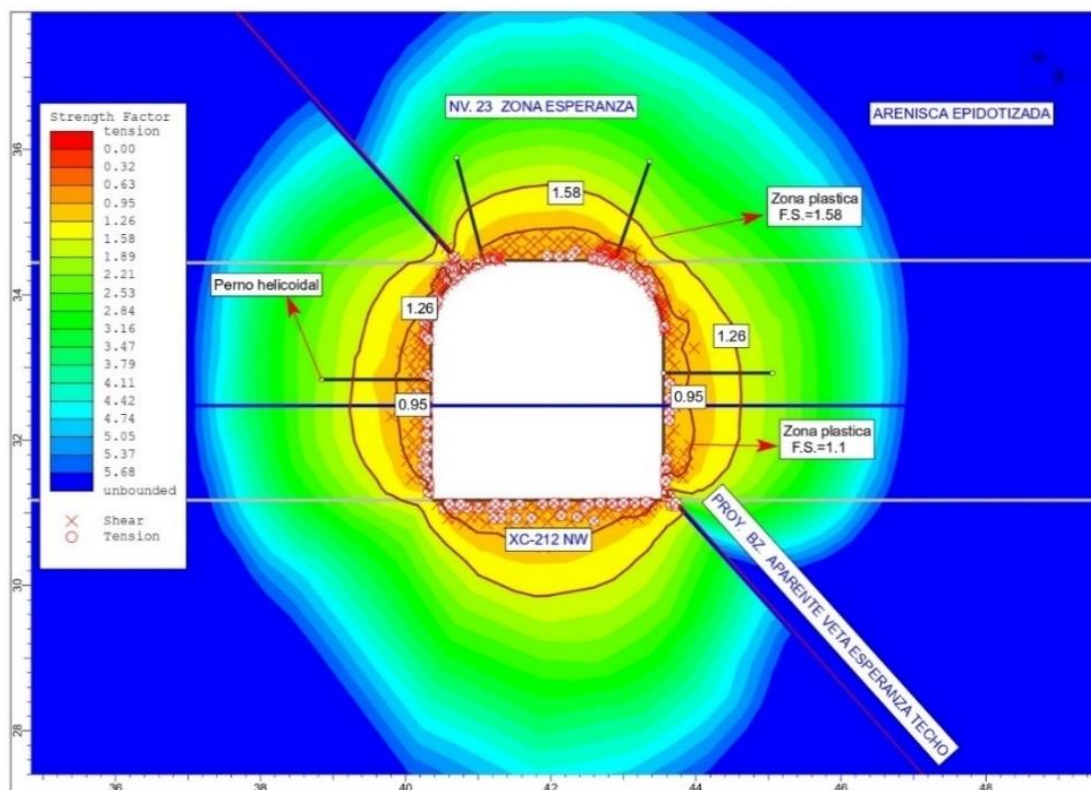 NV. 23 ZONA ESPERANZA
ARENISCA EPIDOTIZADA
Strength Factor
tension
0.00
0.32
0.63
0.95
1.26
1.58
1.89
2.21
2.53
2.84
3.16
3.47
3.79
4.11
4.42
4.74
5.05
5.37
5.68
unbounded
Shear
Tension
1.58
Zona plastica
F.S.=1.58
Perno helicoidal
1.26
1.26
0.95
0.95
Zona plastica
F.S.=1.1
XC-212 NW
PROY. BZ. APARENTE VETA ESPERANZA TECHO
36
34
32
30
28
36
38
40
42
44
46
48